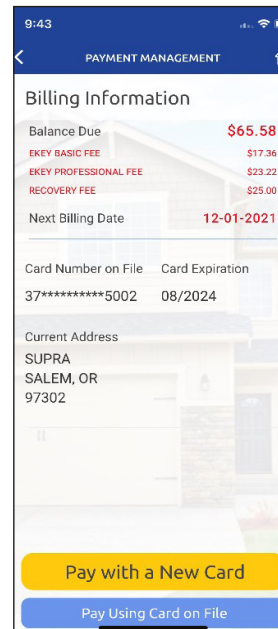 9:43
PAYMENT MANAGEMENT
Billing Information
Balance Due $65.58
EKEY BASIC FEE $17.36
EKEY PROFESSIONAL FEE $23.22
RECOVERY FEE $25.00
Next Billing Date 12-01-2021
Card Number on File Card Expiration
37**********5002 08/2024
Current Address
SUPRA
SALEM, OR
97302
Pay with a New Card
Pay Using Card on File